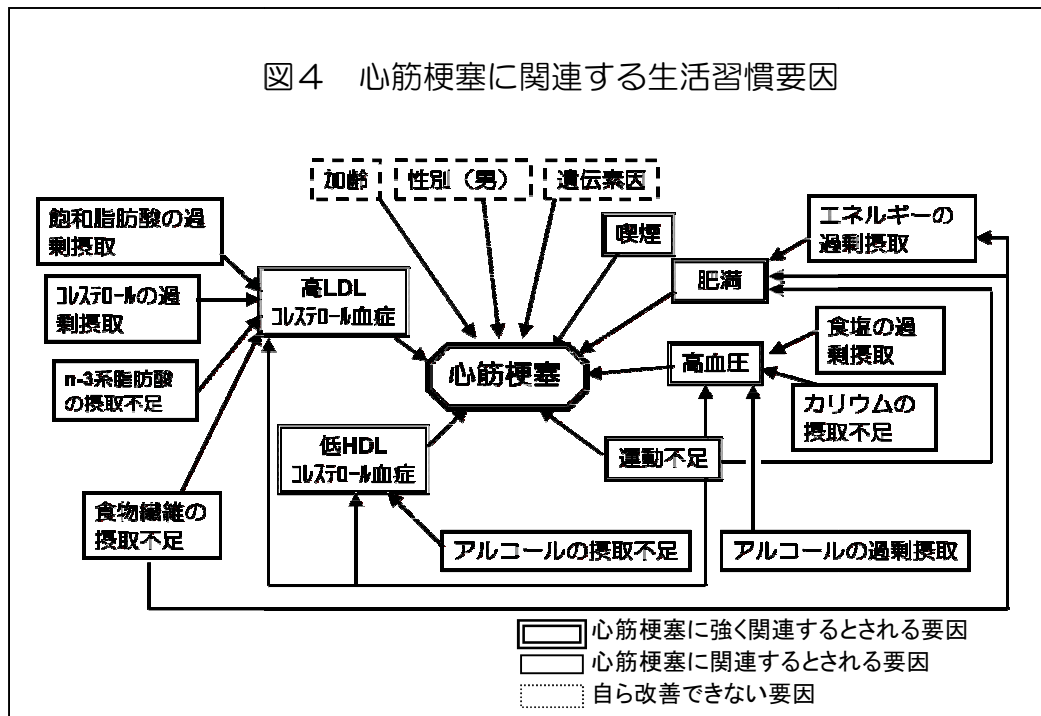 図４　心筋梗塞に関連する生活習慣要因
加齢
性別（男）
遺伝素因
喫煙
飽和脂肪酸の過
剰摂取
ｺﾚｽﾃﾛｰﾙの過
剰摂取
n-3系脂肪酸
の摂取不足
食物繊維の
摂取不足
高LDL
ｺﾚｽﾃﾛｰﾙ血症
低HDL
ｺﾚｽﾃﾛｰﾙ血症
心筋梗塞
肥満
高血圧
運動不足
エネルギーの
過剰摂取
食塩の過
剰摂取
カリウムの
摂取不足
アルコールの摂取不足
アルコールの過剰摂取
心筋梗塞に強く関連するとされる要因
心筋梗塞に関連するとされる要因
自ら改善できない要因